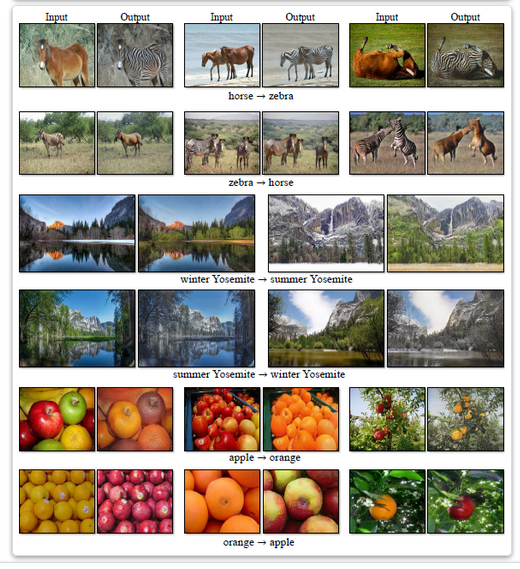 Input Output Input Output Input Output
horse → zebra
zebra → horse
winter Yosemite → summer Yosemite
summer Yosemite → winter Yosemite
apple → orange
orange → apple